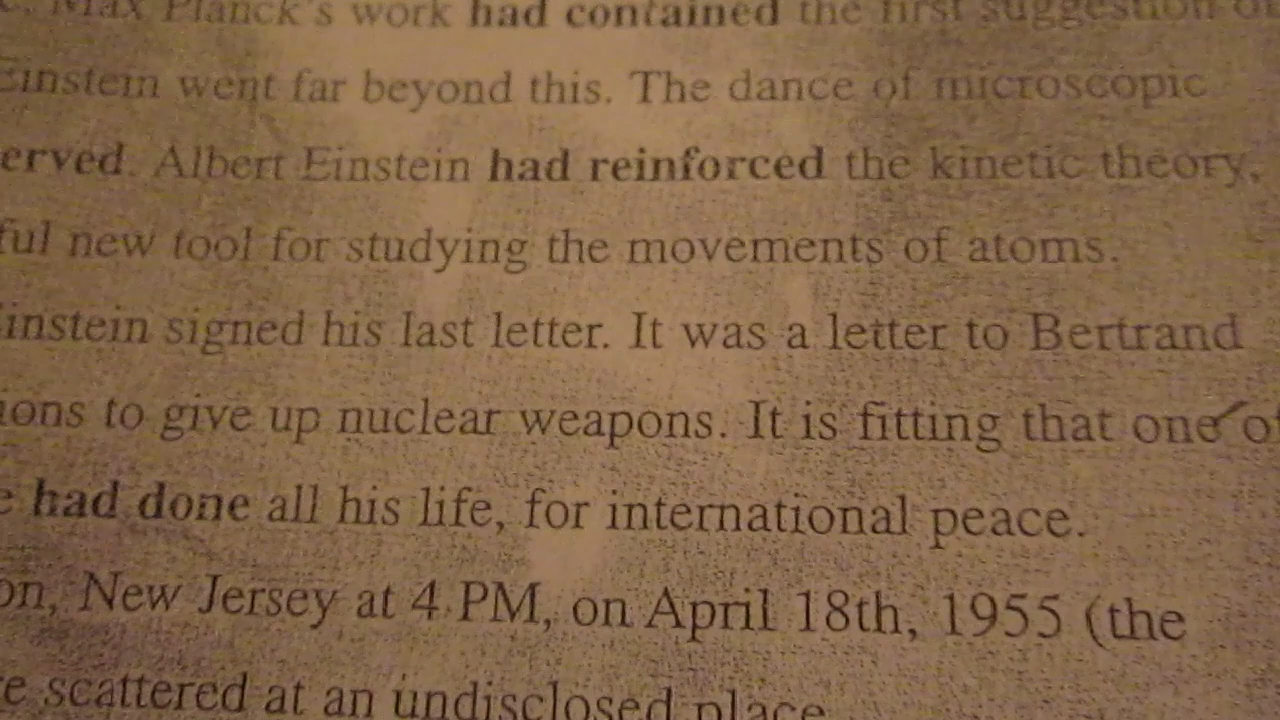 Max Planck's work had contained the first suggestion of
Einstein went far beyond this. The dance of microscopic
erved. Albert Einstein had reinforced the kinetic theory,
ful new tool for studying the movements of atoms.
instein signed his last letter. It was a letter to Bertrand
ions to give up nuclear weapons. It is fitting that one of
e had done all his life, for international peace.
on, New Jersey at 4 PM, on April 18th, 1955 (the
e scattered at an undisclosed place